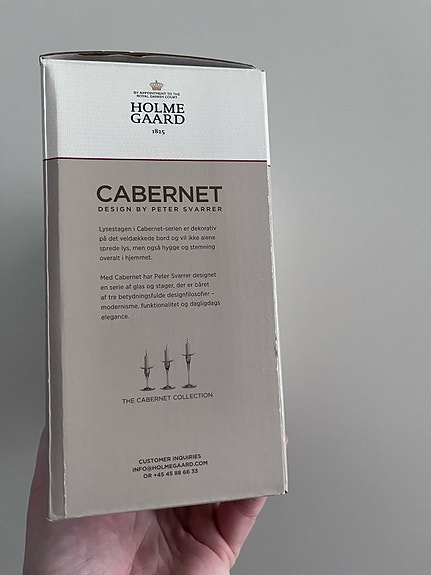 BY APPOINTMENT TO THE
ROYAL DANISH COURT
HOLME
GAARD
1825
CABERNET
DESIGN BY PETER SVARRER
Lysestagen i Cabernet-serien er dekorativ
på det veldækkede bord og vil ikke alene
sprede lys, men også hygge og stemning
overalt i hjemmet.
Med Cabernet har Peter Svarrer designet
en serie af glas og stager, der er båret
af tre betydningsfulde designfilosofier –
modernisme, funktionalitet og dagligdags
elegance.
THE CABERNET COLLECTION
CUSTOMER INQUIRIES
INFO@HOLMEGAARD.COM
OR +45 45 88 66 33